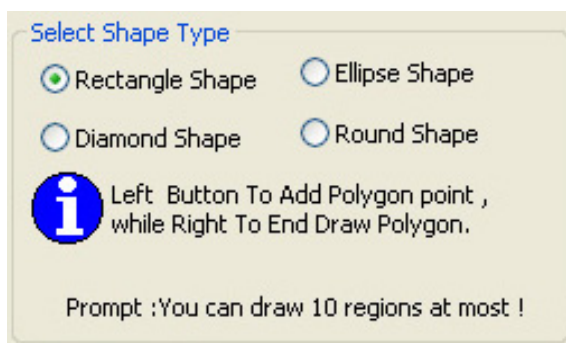 Select Shape Type
Rectangle Shape
Ellipse Shape
Diamond Shape
Round Shape
Left Button To Add Polygon point ,
while Right To End Draw Polygon.
Prompt :You can draw 10 regions at most !